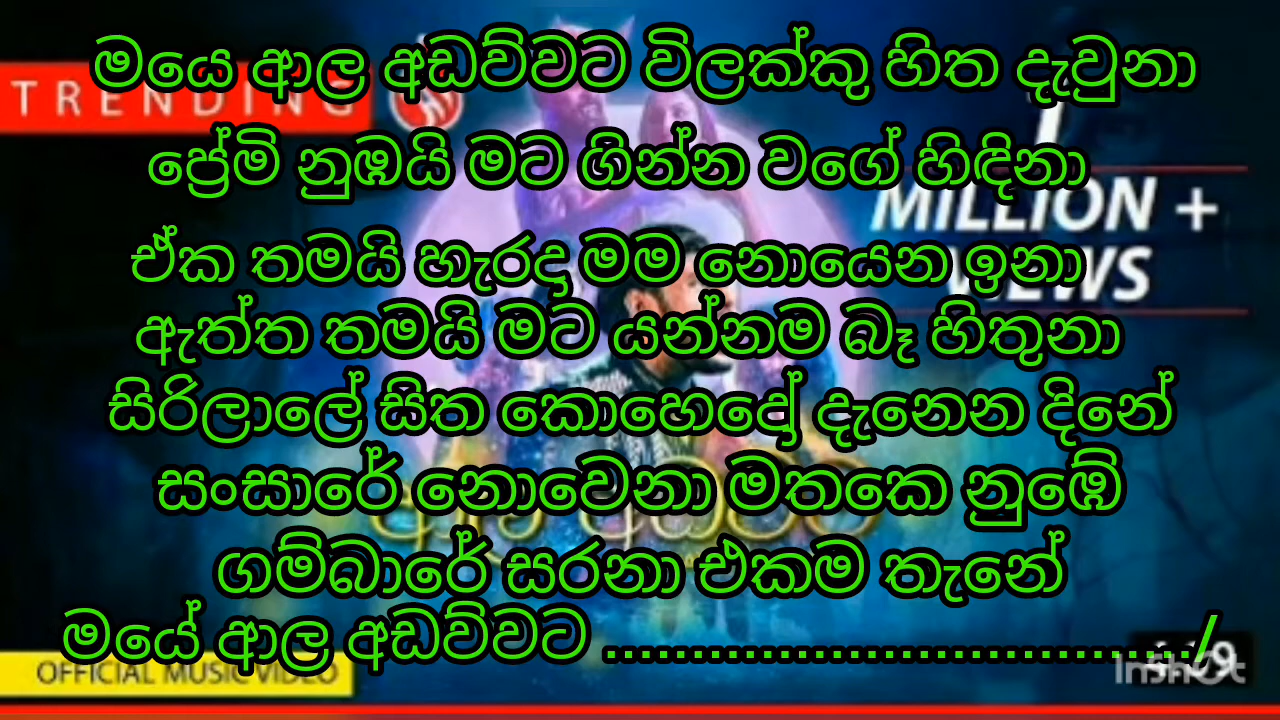 මයෙ ආල අඩව්වට විලක්කු හිත දැවුනා
TRENDING
ප්‍රේමි නුඹයි මට ගින්න වගේ හිඳිනා
MILLION +
ඒක තමයි හැරදා මම නොයෙන ඉනා
VIEWS
ඇත්ත තමයි මට යන්නම බෑ හිතුනා
සිරිලාලේ සිත කොහෙදෝ දැනෙන දිනේ
සංසාරේ නොවෙනා මතකෙ නුඹේ
ගම්බාරේ සරනා එකම තැනේ
මයේ ආල අඩව්වට ......................................./
OFFICIAL MUSIC VIDEO
InShot